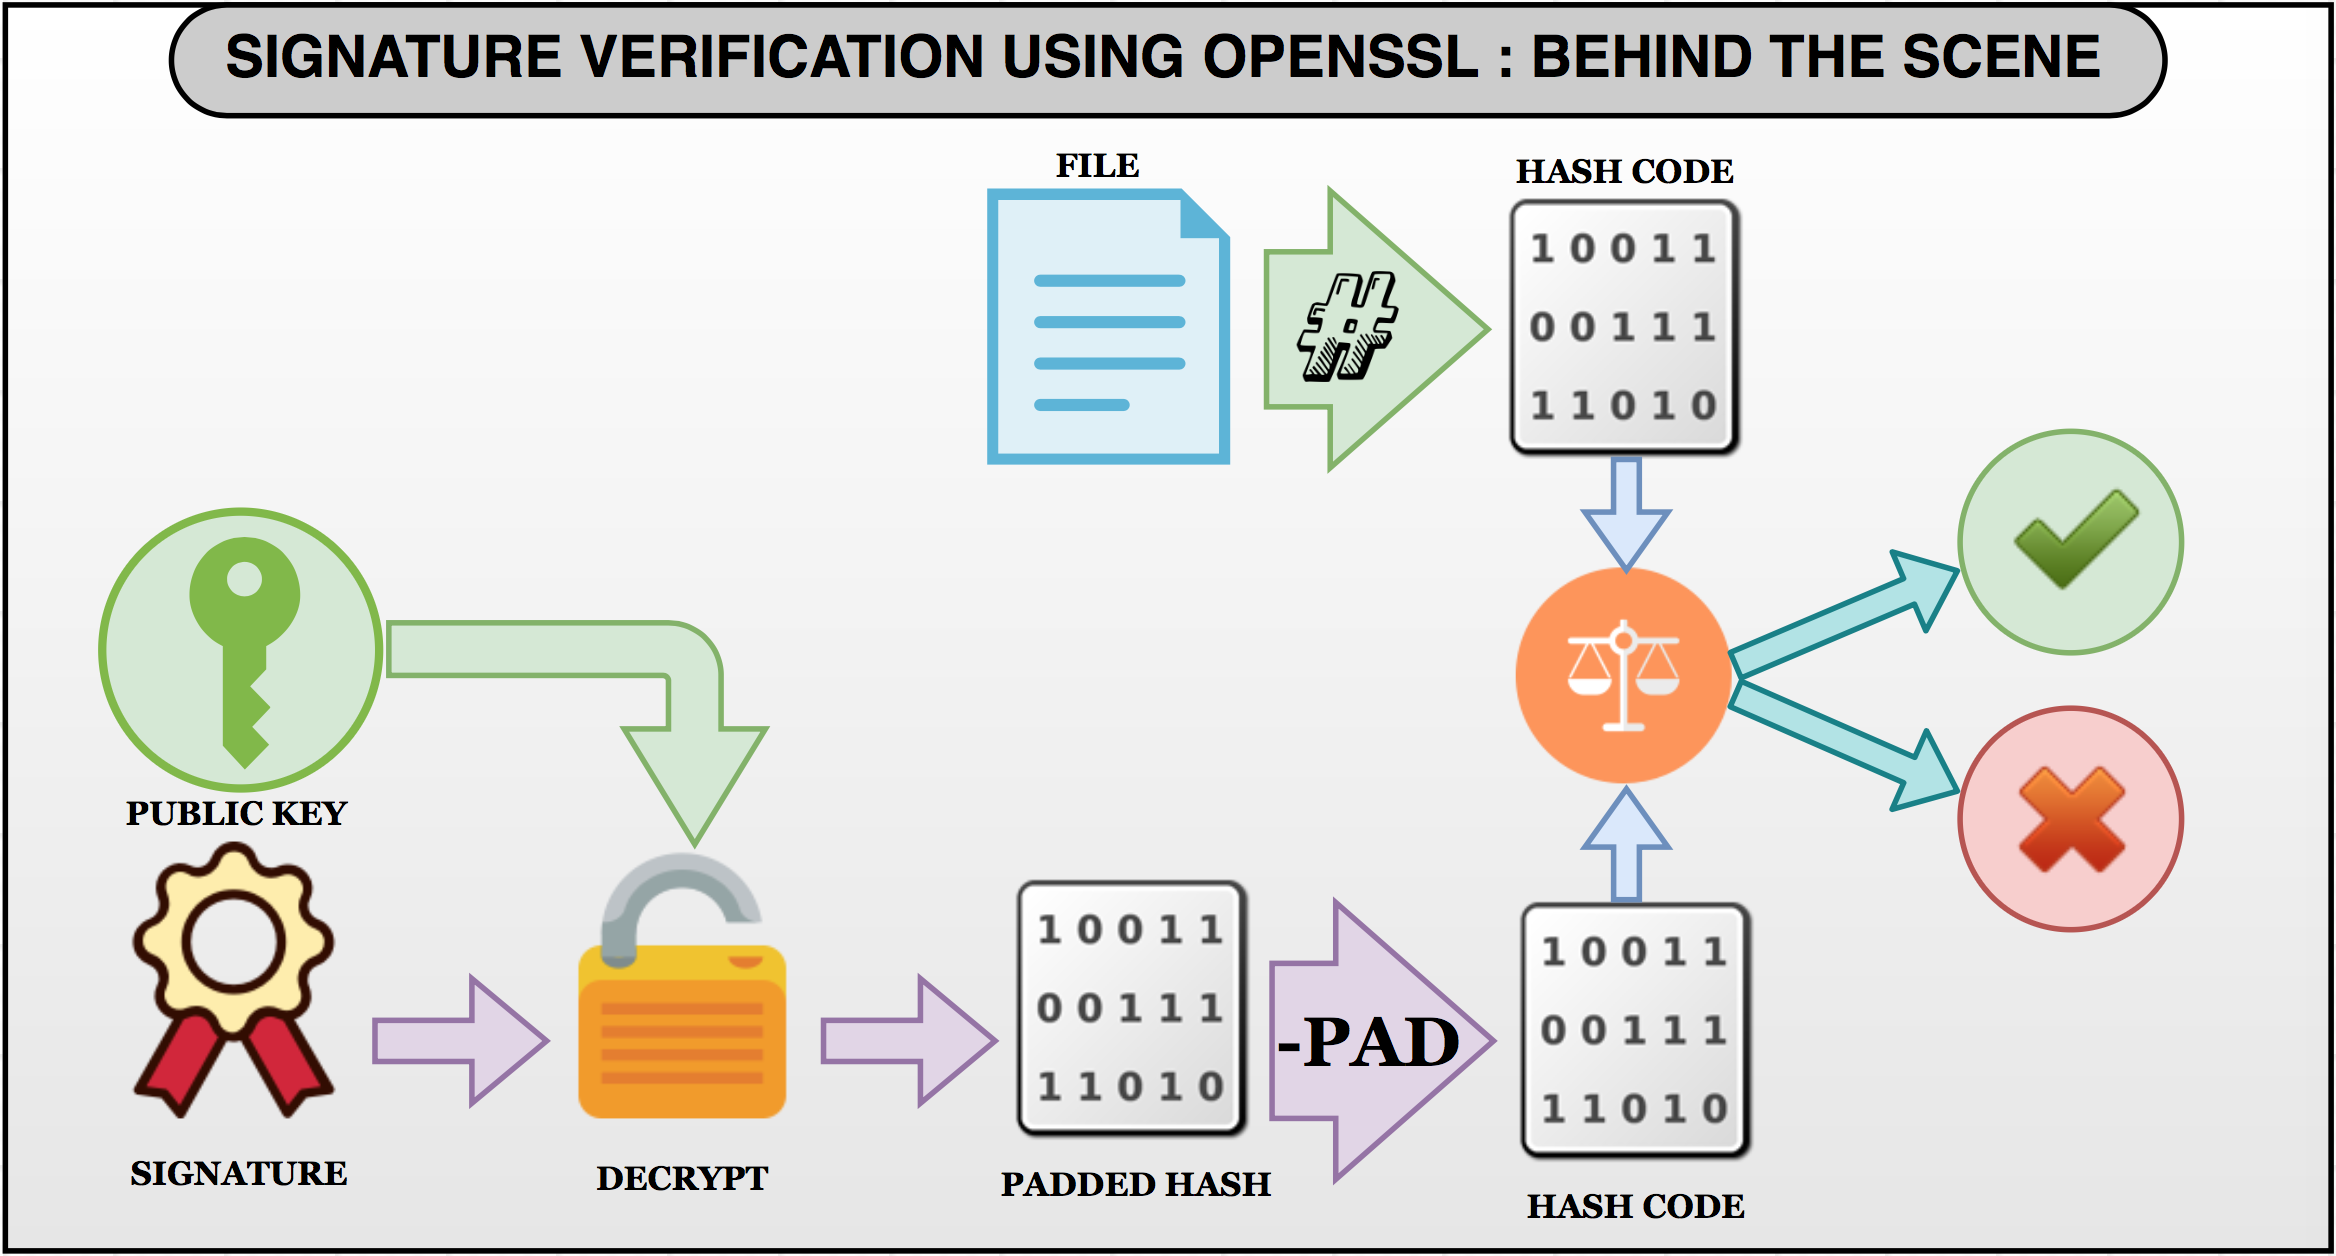 SIGNATURE VERIFICATION USING OPENSSL : BEHIND THE SCENE
FILE
#
HASH CODE
1 0 0 1 1
0 0 1 1 1
1 1 0 1 0
PUBLIC KEY
SIGNATURE
DECRYPT
1 0 0 1 1
0 0 1 1 1
1 1 0 1 0
PADDED HASH
-PAD
1 0 0 1 1
0 0 1 1 1
1 1 0 1 0
HASH CODE